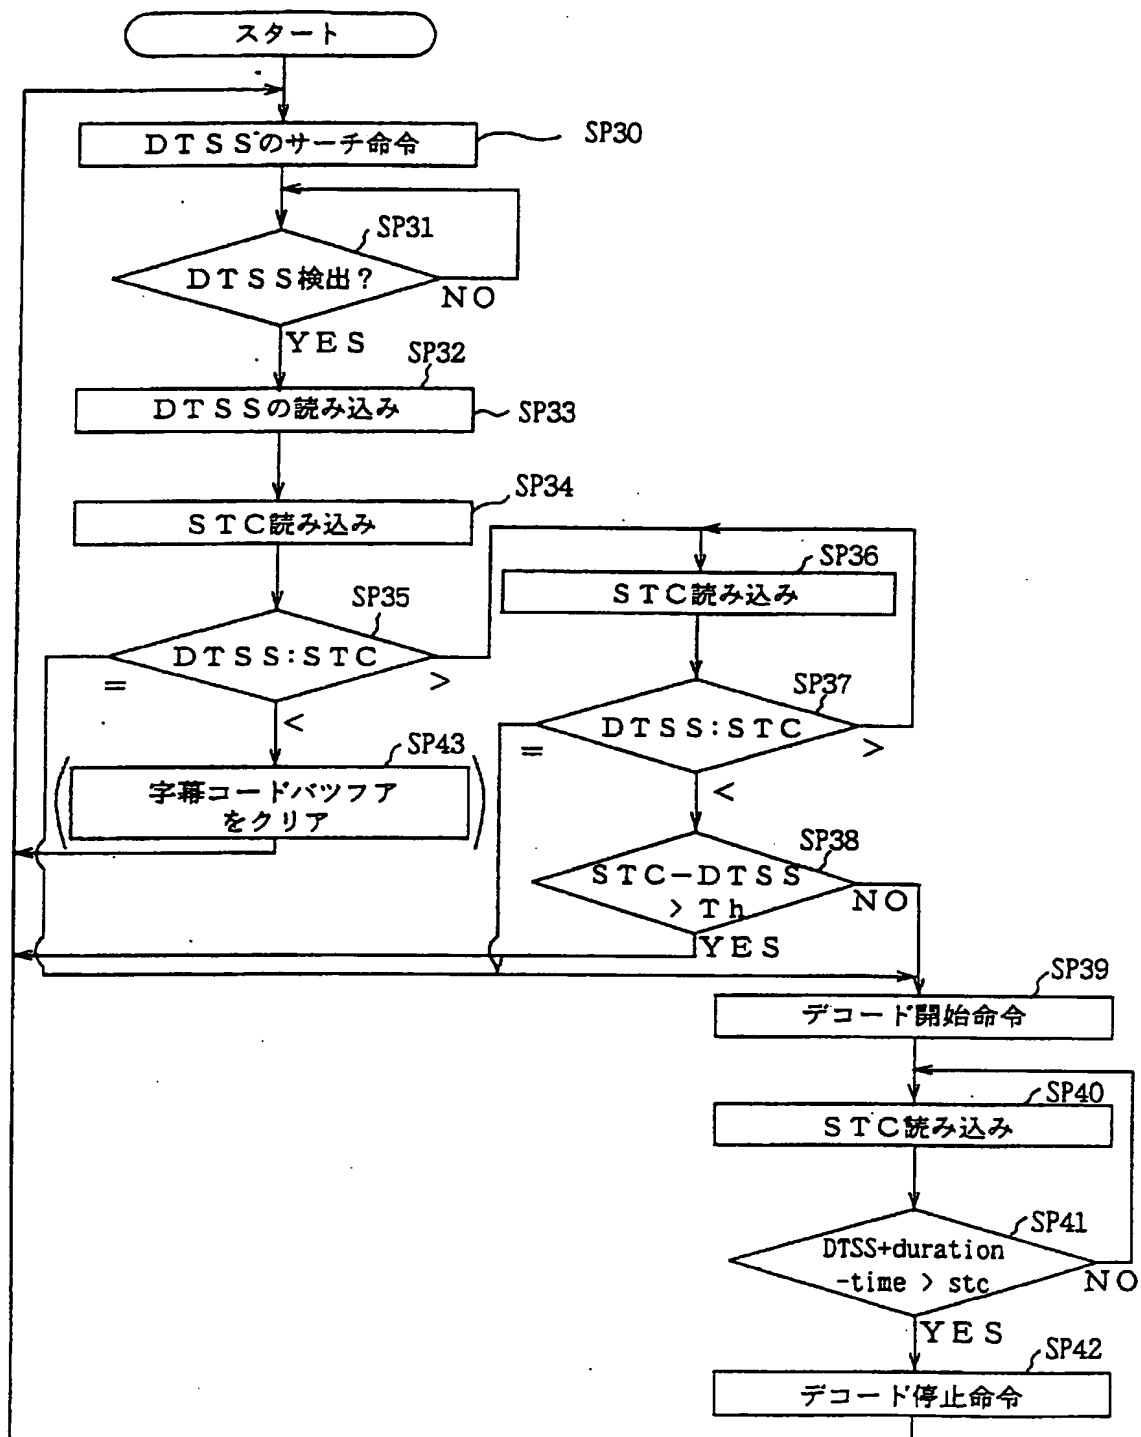 スタート
DTSSのサーチ命令
SP30
SP31
DTSS検出?
NO
YES
SP32
DTSSの読み込み
SP33
SP34
STC読み込み
SP35
DTSS:STC
=
>
<
SP43
字幕コードバツフア
をクリア
SP36
STC読み込み
SP37
DTSS:STC
=
>
<
SP38
STC-DTSS
> Th
NO
YES
SP39
デコード開始命令
SP40
STC読み込み
SP41
DTSS+duration
-time > stc
NO
YES
SP42
デコード停止命令